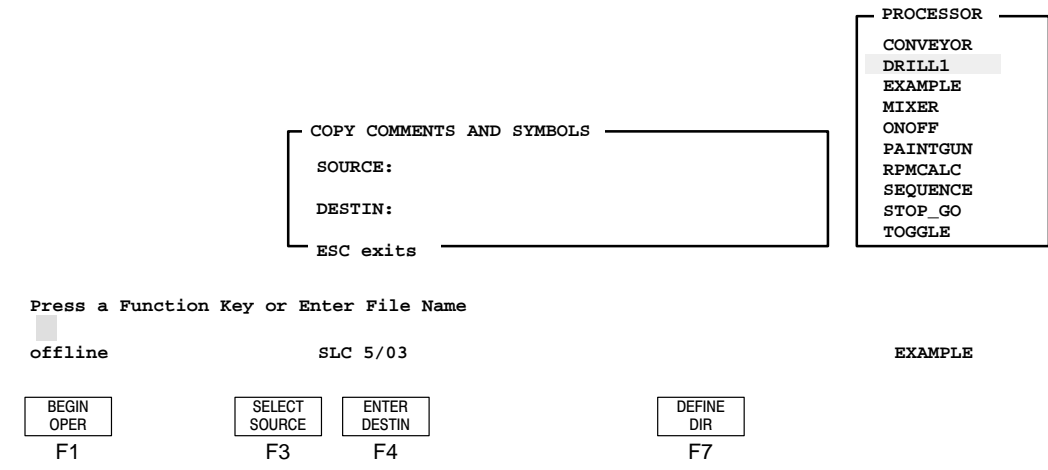 PROCESSOR
CONVEYOR
DRILL1
EXAMPLE
MIXER
ONOFF
PAINTGUN
RPMCALC
SEQUENCE
STOP_GO
TOGGLE
COPY COMMENTS AND SYMBOLS
SOURCE:
DESTIN:
ESC exits
Press a Function Key or Enter File Name
offline SLC 5/03 EXAMPLE
BEGIN OPER
F1
SELECT SOURCE
F3
ENTER DESTIN
F4
DEFINE DIR
F7